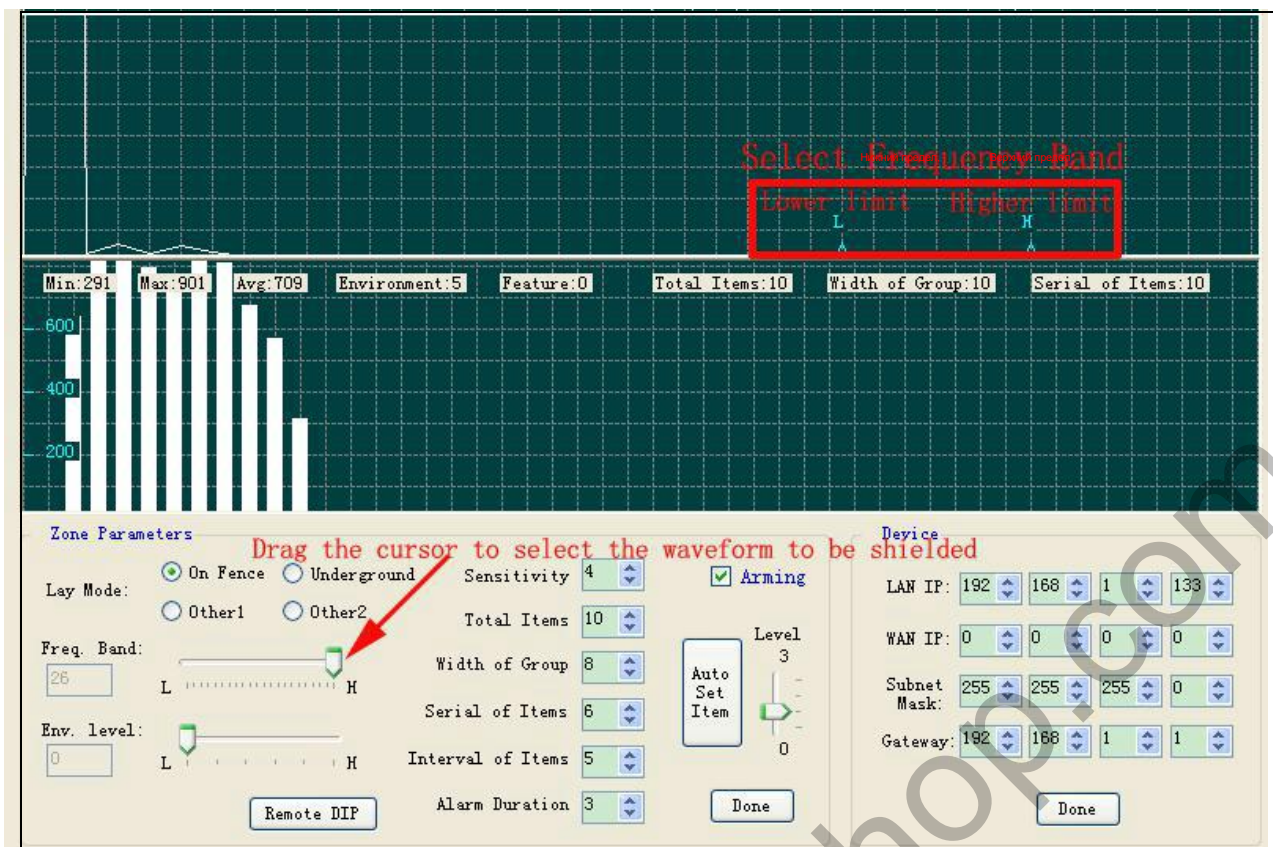 Select Frequency Band
Lower limit Higher limit
L H
Min:291 Max:901 Avg:709 Environment:5 Feature:0 Total Items:10 Width of Group:10 Serial of Items:10
600
400
200
Zone Parameters
Device
Drag the cursor to select the waveform to be shielded
Lay Mode:
On Fence Underground
Other1 Other2
Freq. Band:
26
L H
Env. level:
0
L H
Remote DIP
Sensitivity 4
Total Items 10
Width of Group 8
Serial of Items 6
Interval of Items 5
Alarm Duration 3
Arming
Auto Set Item
Level
3
0
Done
LAN IP: 192 168 1 133
WAN IP: 0 0 0 0
Subnet Mask: 255 255 255 0
Gateway: 192 168 1 1
Done
hop.com